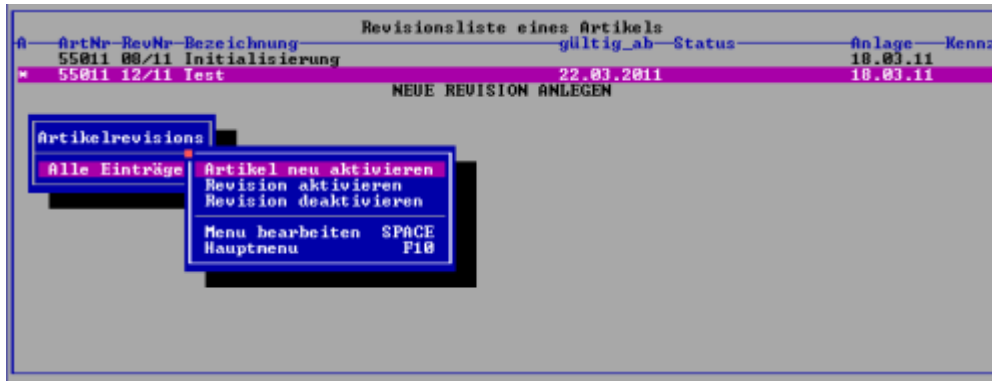 Revisionsliste eines Artikels
A ArtNr RevNr Bezeichnung gültig_ab Status Anlage Kennz
55011 08/11 Initialisierung 18.03.11
* 55011 12/11 Test 22.03.2011 18.03.11
NEUE REVISION ANLEGEN
Artikelrevisions
Alle Einträge
Artikel neu aktivieren
Revision aktivieren
Revision deaktivieren
Menu bearbeiten SPACE
Hauptmenu F10